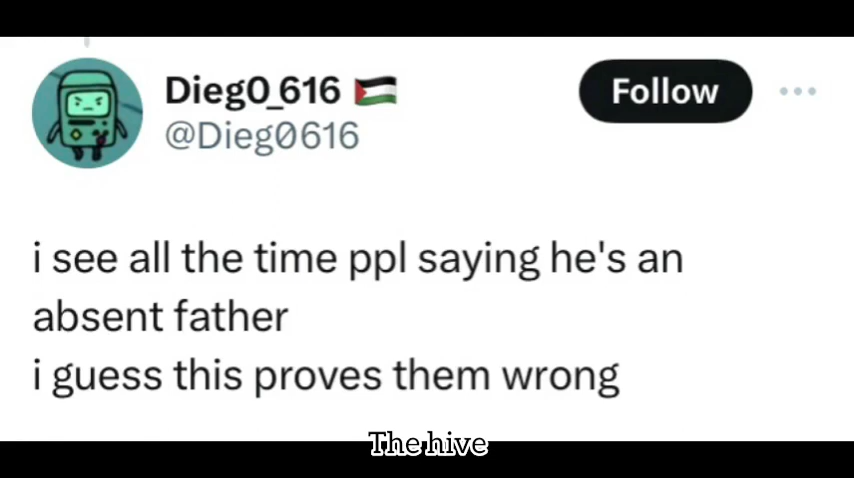 Dieg0_616 🇵🇸
Follow
@Dieg0616
i see all the time ppl saying he's an
absent father
i guess this proves them wrong
The hive